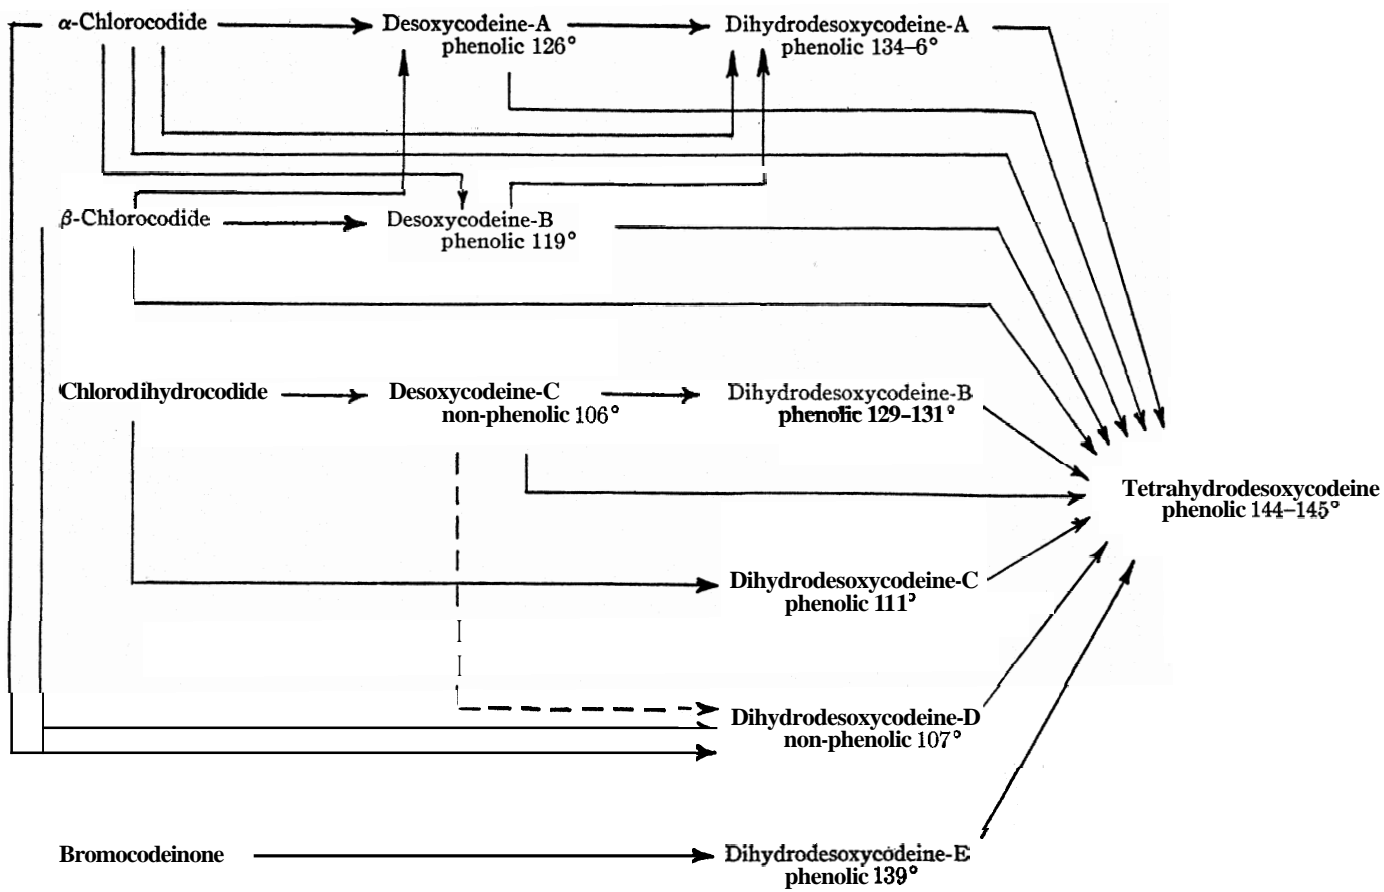 α-Chlorocodide
Desoxycodeine-A
phenolic 126°
Dihydrodesoxycodeine-A
phenolic 134–6°
β-Chlorocodide
Desoxycodeine-B
phenolic 119°
Chlorodihydrocodide
Desoxycodeine-C
non-phenolic 106°
Dihydrodesoxycodeine-B
phenolic 129–131°
Tetrahydrodesoxycodeine
phenolic 144–145°
Dihydrodesoxycodeine-C
phenolic 111°
Dihydrodesoxycodeine-D
non-phenolic 107°
Bromocodeinone
Dihydrodesoxycodeine-E
phenolic 139°